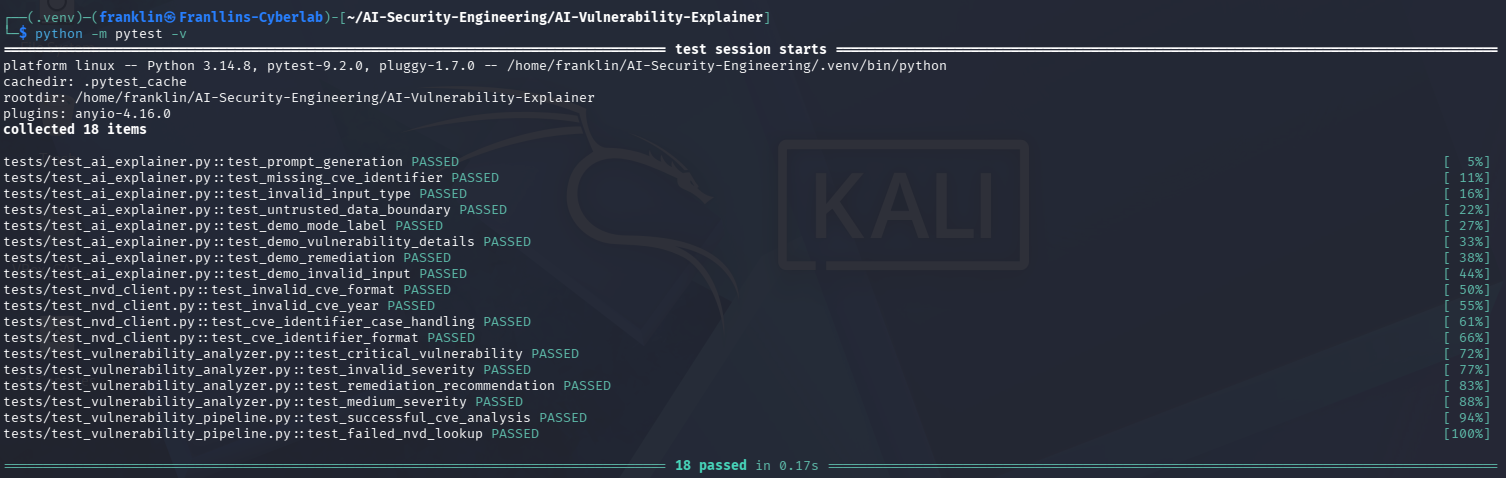 ┌──(.venv)─(franklin㉿Franllins-Cyberlab)-[~/AI-Security-Engineering/AI-Vulnerability-Explainer]
└─$ python -m pytest -v
test session starts
platform linux -- Python 3.14.8, pytest-9.2.0, pluggy-1.7.0 -- /home/franklin/AI-Security-Engineering/.venv/bin/python
cachedir: .pytest_cache
rootdir: /home/franklin/AI-Security-Engineering/AI-Vulnerability-Explainer
plugins: anyio-4.16.0
collected 18 items
tests/test_ai_explainer.py::test_prompt_generation PASSED [  5%]
tests/test_ai_explainer.py::test_missing_cve_identifier PASSED [ 11%]
tests/test_ai_explainer.py::test_invalid_input_type PASSED [ 16%]
tests/test_ai_explainer.py::test_untrusted_data_boundary PASSED [ 22%]
tests/test_ai_explainer.py::test_demo_mode_label PASSED [ 27%]
tests/test_ai_explainer.py::test_demo_vulnerability_details PASSED [ 33%]
tests/test_ai_explainer.py::test_demo_remediation PASSED [ 38%]
tests/test_ai_explainer.py::test_demo_invalid_input PASSED [ 44%]
tests/test_nvd_client.py::test_invalid_cve_format PASSED [ 50%]
tests/test_nvd_client.py::test_invalid_cve_year PASSED [ 55%]
tests/test_nvd_client.py::test_cve_identifier_case_handling PASSED [ 61%]
tests/test_nvd_client.py::test_cve_identifier_format PASSED [ 66%]
tests/test_vulnerability_analyzer.py::test_critical_vulnerability PASSED [ 72%]
tests/test_vulnerability_analyzer.py::test_invalid_severity PASSED [ 77%]
tests/test_vulnerability_analyzer.py::test_remediation_recommendation PASSED [ 83%]
tests/test_vulnerability_analyzer.py::test_medium_severity PASSED [ 88%]
tests/test_vulnerability_pipeline.py::test_successful_cve_analysis PASSED [ 94%]
tests/test_vulnerability_pipeline.py::test_failed_nvd_lookup PASSED [100%]
18 passed in 0.17s
KALI